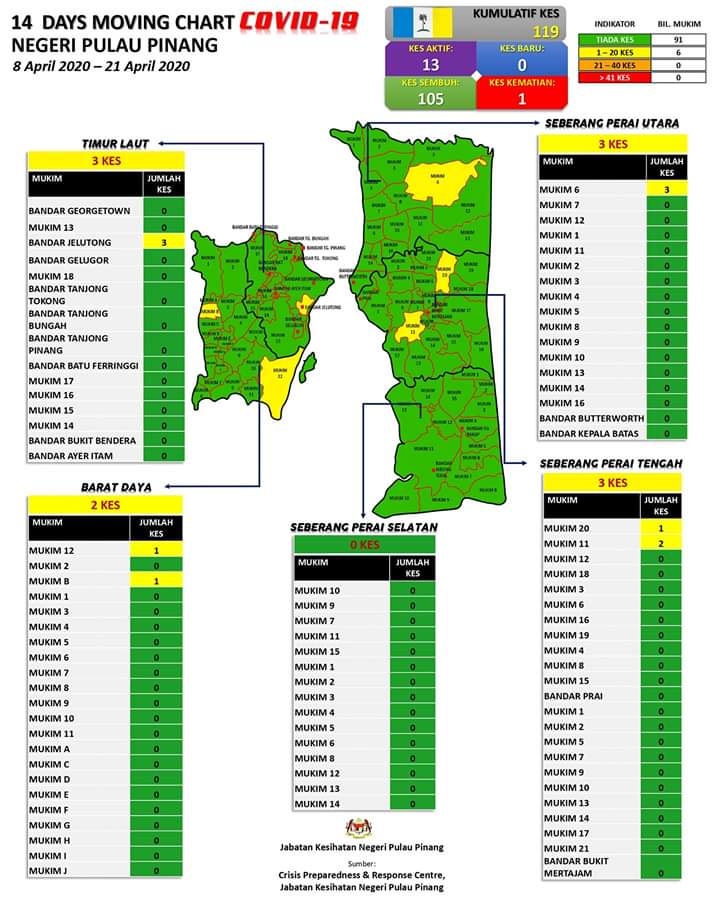 14 DAYS MOVING CHART COVID-19
NEGERI PULAU PINANG
8 April 2020 – 21 April 2020
KUMULATIF KES
119
KES AKTIF:
13
KES BARU:
0
KES SEMBUH:
105
KES KEMATIAN:
1
INDIKATOR BIL. MUKIM
TIADA KES 91
1 – 20 KES 6
21 – 40 KES 0
> 41 KES 0
TIMUR LAUT
3 KES
MUKIM JUMLAH KES
BANDAR GEORGETOWN 0
MUKIM 13 0
BANDAR JELUTONG 3
BANDAR GELUGOR 0
MUKIM 18 0
BANDAR TANJONG
TOKONG 0
BANDAR TANJONG
BUNGAH 0
BANDAR TANJONG
PINANG 0
BANDAR BATU FERRINGGI 0
MUKIM 17 0
MUKIM 16 0
MUKIM 15 0
MUKIM 14 0
BANDAR BUKIT BENDERA 0
BANDAR AYER ITAM 0
BARAT DAYA
2 KES
MUKIM JUMLAH KES
MUKIM 12 1
MUKIM 2 0
MUKIM B 1
MUKIM 1 0
MUKIM 3 0
MUKIM 4 0
MUKIM 5 0
MUKIM 6 0
MUKIM 7 0
MUKIM 8 0
MUKIM 9 0
MUKIM 10 0
MUKIM 11 0
MUKIM A 0
MUKIM C 0
MUKIM D 0
MUKIM E 0
MUKIM F 0
MUKIM G 0
MUKIM H 0
MUKIM I 0
MUKIM J 0
SEBERANG PERAI SELATAN
0 KES
MUKIM JUMLAH KES
MUKIM 10 0
MUKIM 9 0
MUKIM 7 0
MUKIM 11 0
MUKIM 15 0
MUKIM 1 0
MUKIM 2 0
MUKIM 3 0
MUKIM 4 0
MUKIM 5 0
MUKIM 6 0
MUKIM 8 0
MUKIM 12 0
MUKIM 13 0
MUKIM 14 0
SEBERANG PERAI UTARA
3 KES
MUKIM JUMLAH KES
MUKIM 6 3
MUKIM 7 0
MUKIM 12 0
MUKIM 1 0
MUKIM 11 0
MUKIM 2 0
MUKIM 3 0
MUKIM 4 0
MUKIM 5 0
MUKIM 8 0
MUKIM 9 0
MUKIM 10 0
MUKIM 13 0
MUKIM 14 0
MUKIM 16 0
BANDAR BUTTERWORTH 0
BANDAR KEPALA BATAS 0
SEBERANG PERAI TENGAH
3 KES
MUKIM JUMLAH KES
MUKIM 20 1
MUKIM 11 2
MUKIM 12 0
MUKIM 18 0
MUKIM 3 0
MUKIM 6 0
MUKIM 16 0
MUKIM 19 0
MUKIM 4 0
MUKIM 8 0
MUKIM 15 0
BANDAR PRAI 0
MUKIM 1 0
MUKIM 2 0
MUKIM 5 0
MUKIM 7 0
MUKIM 9 0
MUKIM 10 0
MUKIM 13 0
MUKIM 14 0
MUKIM 17 0
MUKIM 21 0
BANDAR BUKIT
MERTAJAM 0
BANDAR TG. BUNGAH
BANDAR TG. PINANG
BANDAR TG. TOKONG
BANDAR JELUTONG
MUKIM 12
Jabatan Kesihatan Negeri Pulau Pinang
Sumber:
Crisis Preparedness & Response Centre,
Jabatan Kesihatan Negeri Pulau Pinang